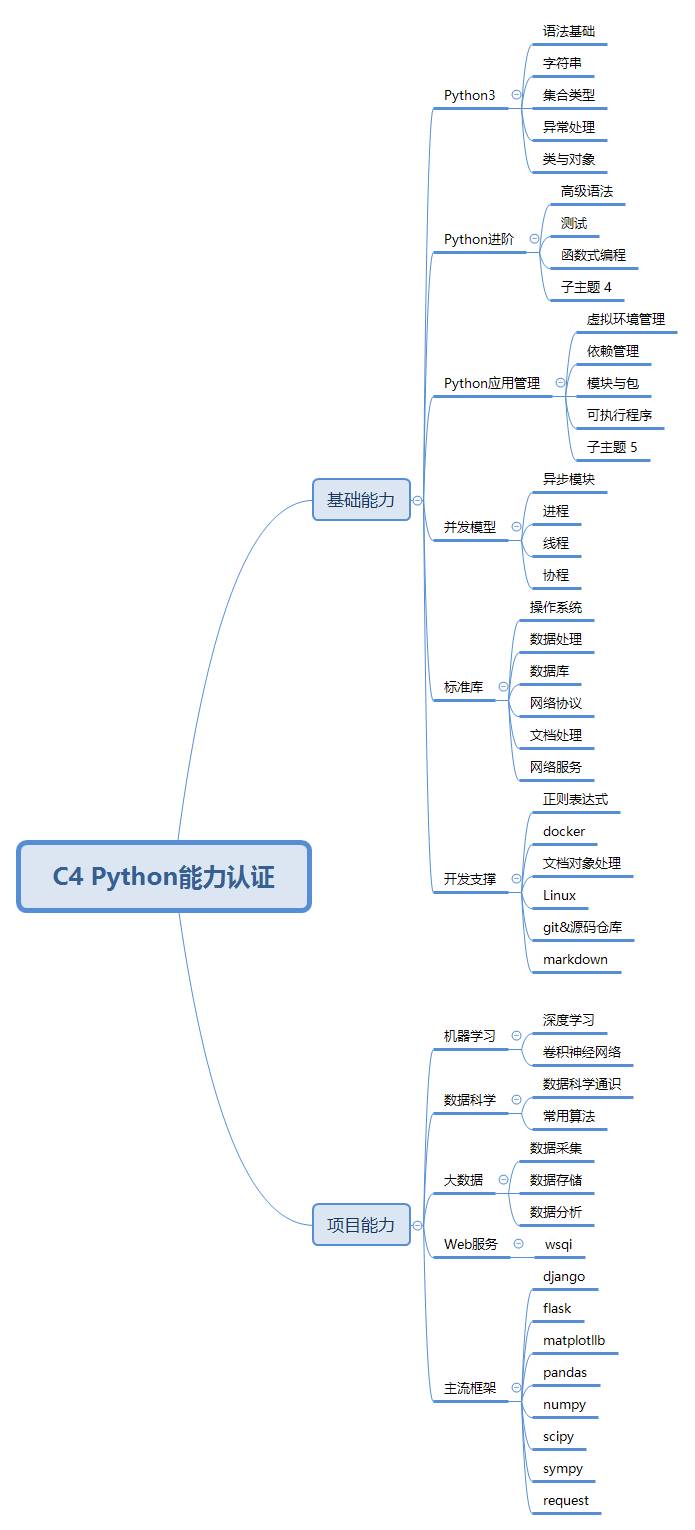 C4 Python能力认证
基础能力
Python3
语法基础
字符串
集合类型
异常处理
类与对象
Python进阶
高级语法
测试
函数式编程
子主题 4
Python应用管理
虚拟环境管理
依赖管理
模块与包
可执行程序
子主题 5
并发模型
异步模块
进程
线程
协程
标准库
操作系统
数据处理
数据库
网络协议
文档处理
网络服务
开发支撑
正则表达式
docker
文档对象处理
Linux
git&源码仓库
markdown
项目能力
机器学习
深度学习
卷积神经网络
数据科学
数据科学通识
常用算法
大数据
数据采集
数据存储
数据分析
Web服务
wsqi
主流框架
django
flask
matplotllb
pandas
numpy
scipy
sympy
request